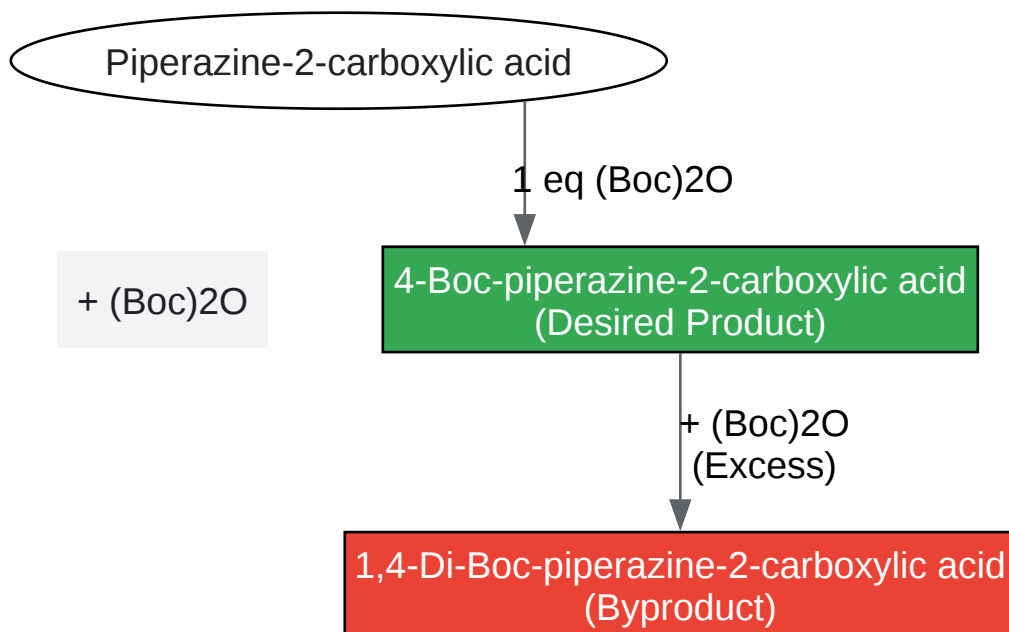 Piperazine-2-carboxylic acid
1 eq (Boc)2O
+ (Boc)2O
4-Boc-piperazine-2-carboxylic acid
(Desired Product)
+ (Boc)2O
(Excess)
1,4-Di-Boc-piperazine-2-carboxylic acid
(Byproduct)